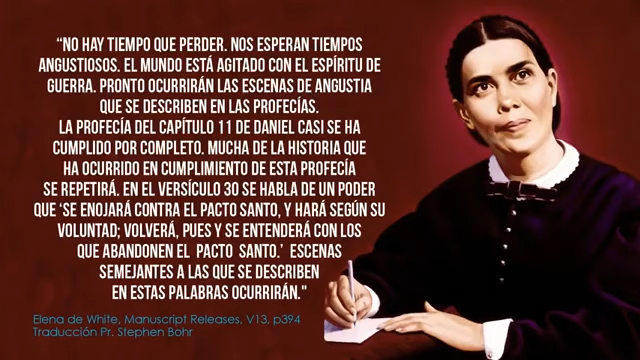 “NO HAY TIEMPO QUE PERDER. NOS ESPERAN TIEMPOS
ANGUSTIOSOS. EL MUNDO ESTÁ AGITADO CON EL ESPÍRITU DE
GUERRA. PRONTO OCURRIRÁN LAS ESCENAS DE ANGUSTIA
QUE SE DESCRIBEN EN LAS PROFECÍAS.
LA PROFECÍA DEL CAPÍTULO 11 DE DANIEL CASI SE HA
CUMPLIDO POR COMPLETO. MUCHA DE LA HISTORIA QUE
HA OCURRIDO EN CUMPLIMIENTO DE ESTA PROFECÍA
SE REPETIRÁ. EN EL VERSÍCULO 30 SE HABLA DE UN PODER
QUE ‘SE ENOJARÁ CONTRA EL PACTO SANTO, Y HARÁ SEGÚN SU
VOLUNTAD; VOLVERÁ, PUES Y SE ENTENDERÁ CON LOS
QUE ABANDONEN EL PACTO SANTO.’ ESCENAS
SEMEJANTES A LAS QUE SE DESCRIBEN
EN ESTAS PALABRAS OCURRIRÁN."
Elena de White, Manuscript Releases, V13, p394
Traducción Pr. Stephen Bohr